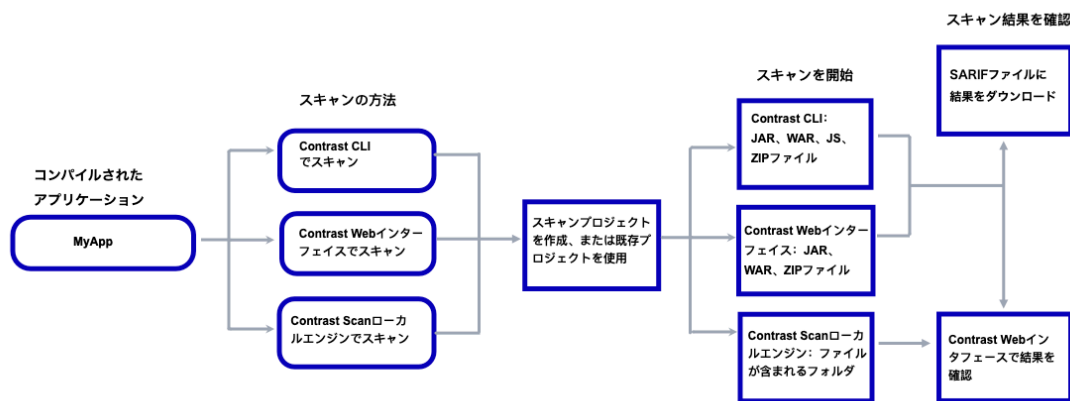 スキャン結果を確認
SARIFファイルに
結果をダウンロード
スキャンを開始
スキャンの方法
Contrast CLI：
JAR、WAR、JS、
ZIPファイル
Contrast CLI
でスキャン
コンパイルされた
アプリケーション
MyApp
Contrast Webインター
フェイスでスキャン
スキャンプロジェクト
を作成、または既存プ
ロジェクトを使用
Contrast Webインター
フェイス：JAR、
WAR、ZIPファイル
Contrast Scanローカ
ルエンジンでスキャン
Contrast Scanローカ
ルエンジン：ファイル
が含まれるフォルダ
Contrast Webイン
タフェースで結果を
確認